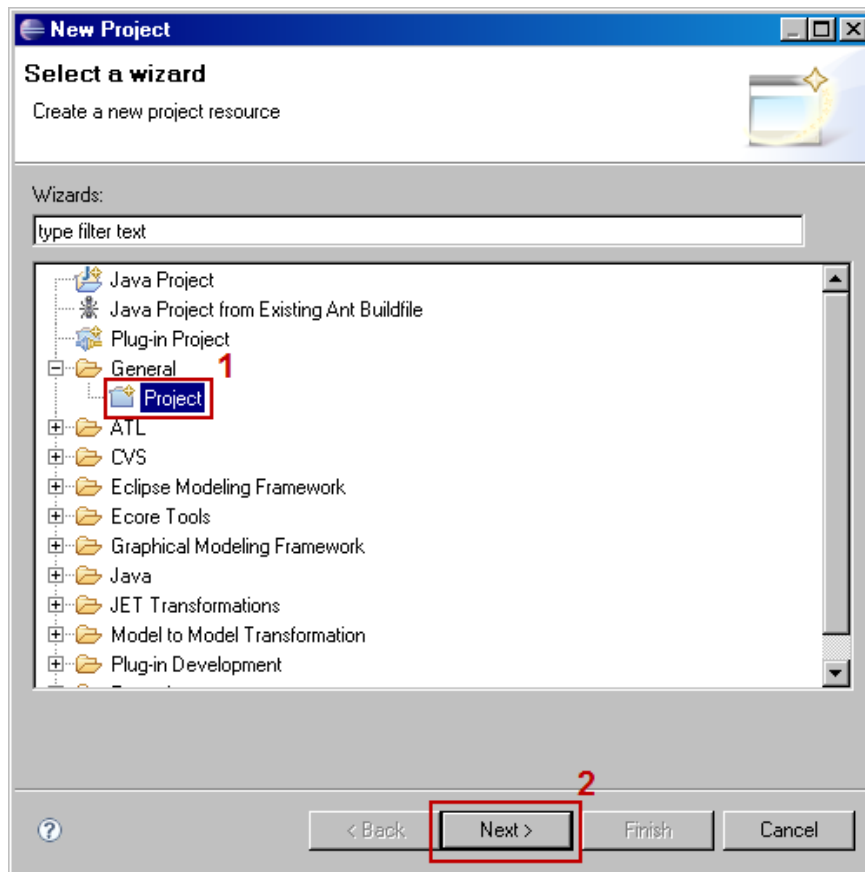 New Project
Select a wizard
Create a new project resource
Wizards:
type filter text
Java Project
Java Project from Existing Ant Buildfile
Plug-in Project
General
1
Project
ATL
CVS
Eclipse Modeling Framework
Ecore Tools
Graphical Modeling Framework
Java
JET Transformations
Model to Model Transformation
Plug-in Development
2
< Back Next > Finish Cancel